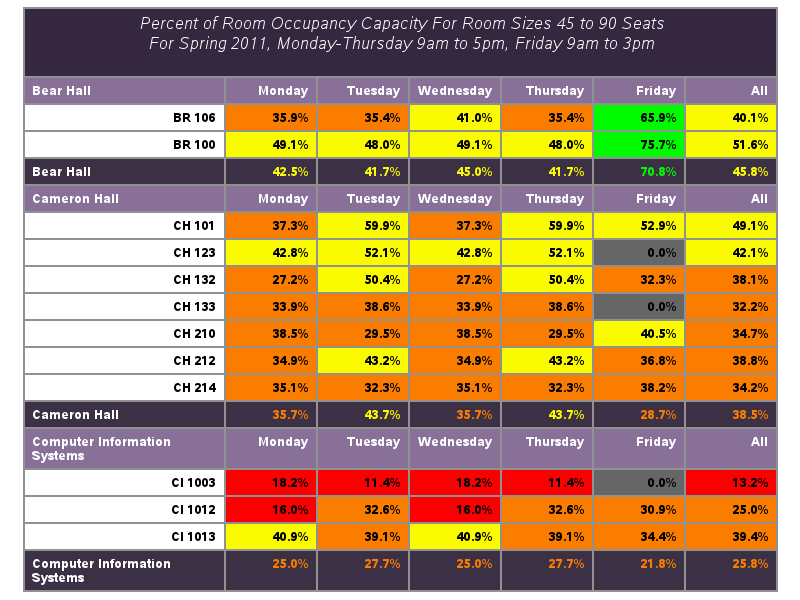 Percent of Room Occupancy Capacity For Room Sizes 45 to 90 Seats
For Spring 2011, Monday-Thursday 9am to 5pm, Friday 9am to 3pm
Bear Hall Monday Tuesday Wednesday Thursday Friday All
BR 106 35.9% 35.4% 41.0% 35.4% 65.9% 40.1%
BR 100 49.1% 48.0% 49.1% 48.0% 75.7% 51.6%
Bear Hall 42.5% 41.7% 45.0% 41.7% 70.8% 45.8%
Cameron Hall Monday Tuesday Wednesday Thursday Friday All
CH 101 37.3% 59.9% 37.3% 59.9% 52.9% 49.1%
CH 123 42.8% 52.1% 42.8% 52.1% 0.0% 42.1%
CH 132 27.2% 50.4% 27.2% 50.4% 32.3% 38.1%
CH 133 33.9% 38.6% 33.9% 38.6% 0.0% 32.2%
CH 210 38.5% 29.5% 38.5% 29.5% 40.5% 34.7%
CH 212 34.9% 43.2% 34.9% 43.2% 36.8% 38.8%
CH 214 35.1% 32.3% 35.1% 32.3% 38.2% 34.2%
Cameron Hall 35.7% 43.7% 35.7% 43.7% 28.7% 38.5%
Computer Information Monday Tuesday Wednesday Thursday Friday All
Systems
CI 1003 18.2% 11.4% 18.2% 11.4% 0.0% 13.2%
CI 1012 16.0% 32.6% 16.0% 32.6% 30.9% 25.0%
CI 1013 40.9% 39.1% 40.9% 39.1% 34.4% 39.4%
Computer Information 25.0% 27.7% 25.0% 27.7% 21.8% 25.8%
Systems